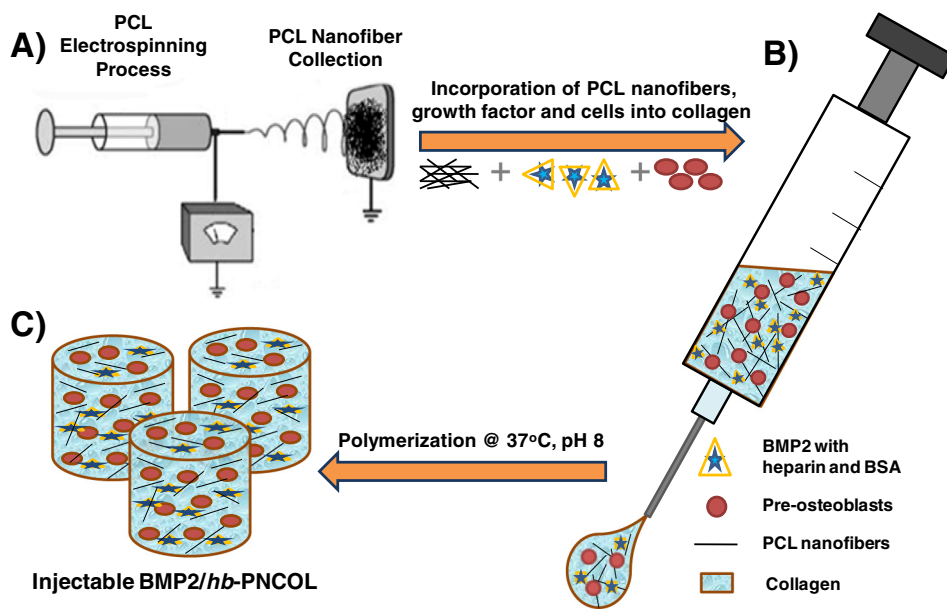 A)
PCL
Electrospinning
Process
PCL Nanofiber
Collection
Incorporation of PCL nanofibers,
growth factor and cells into collagen
+
+
B)
C)
Polymerization @ 37°C, pH 8
Injectable BMP2/hb-PNCOL
BMP2 with
heparin and BSA
Pre-osteoblasts
PCL nanofibers
Collagen